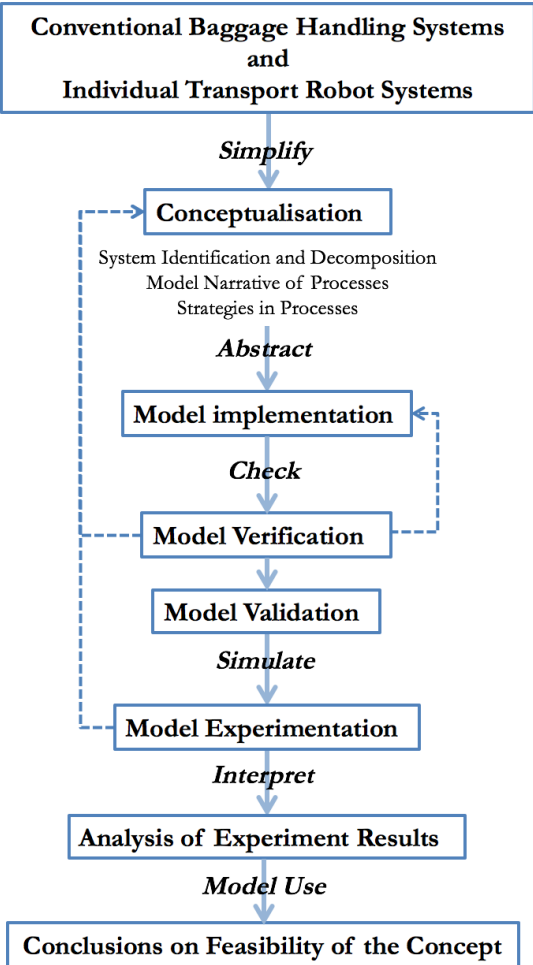 Conventional Baggage Handling Systems
and
Individual Transport Robot Systems
Simplify
Conceptualisation
System Identification and Decomposition
Model Narrative of Processes
Strategies in Processes
Abstract
Model implementation
Check
Model Verification
Model Validation
Simulate
Model Experimentation
Interpret
Analysis of Experiment Results
Model Use
Conclusions on Feasibility of the Concept